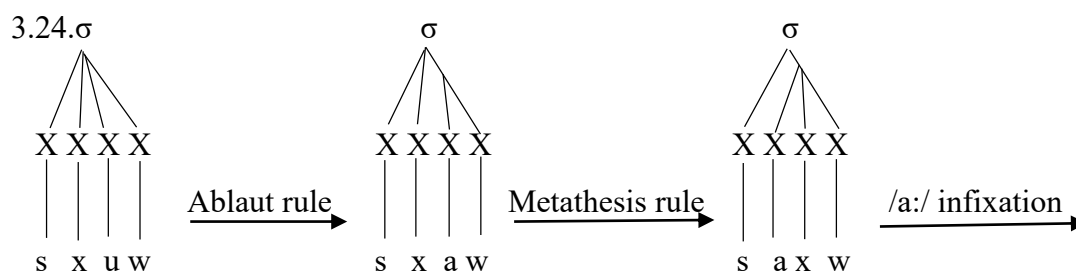 3.24.σ σ σ
X X X X X X X X X X X X
Ablaut rule Metathesis rule /a:/ infixation
s x u w s x a w s a x w